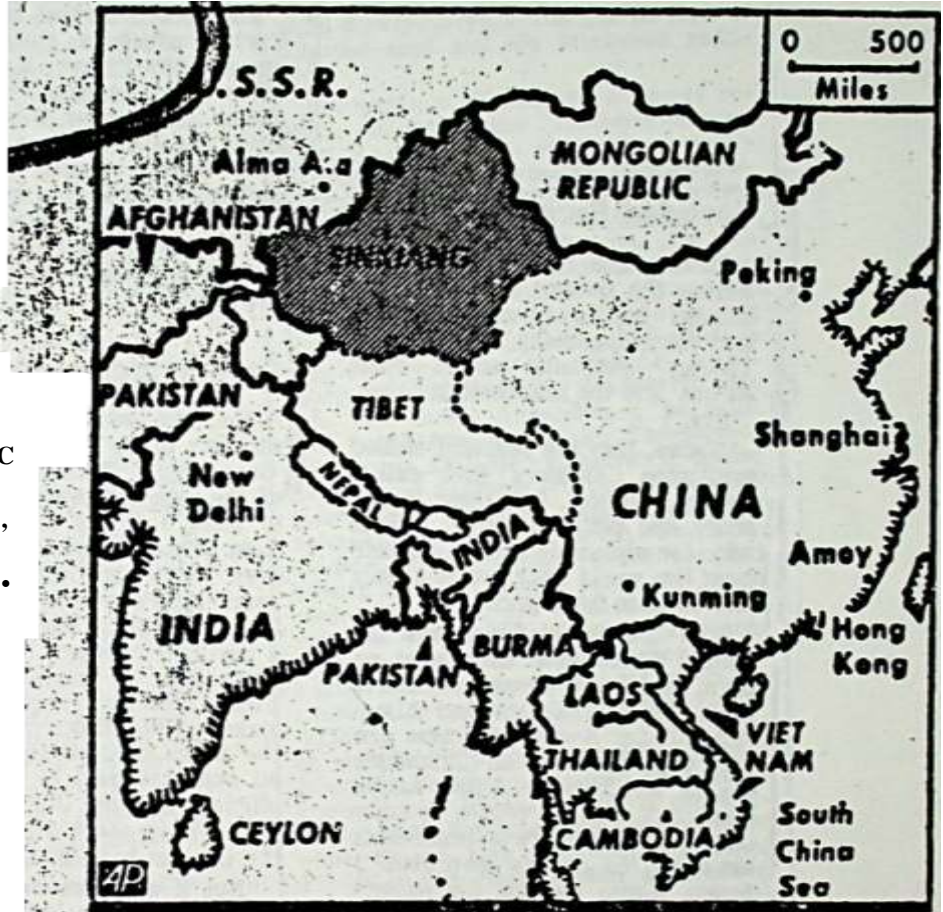 0 500
Miles
.S.S.R.
MONGOLIAN
REPUBLIC
Alma A:a
AFGHANISTAN
SINKIANG
Peking
PAKISTAN
TIBET
Shanghai
C
New
Delhi
NEPAL
CHINA
,
INDIA
Amoy
.
Kunming
INDIA
BURMA
Hong
Kong
PAKISTAN
LAOS
VIET
NAM
THAILAND
CEYLON
CAMBODIA
South
China
Sea
AP